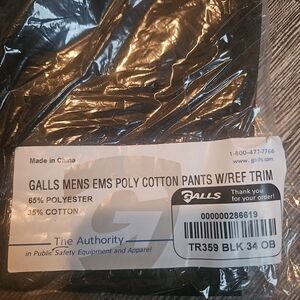 Made in China
1-800-477-7766
www.galls.com
GALLS MENS EMS POLY COTTON PANTS W/REF TRIM
65% POLYESTER
35% COTTON
GALLS
Thank you
for your order!
000000286619
The Authority
in Public Safety Equipment and Apparel
TR359 BLK 34 OB